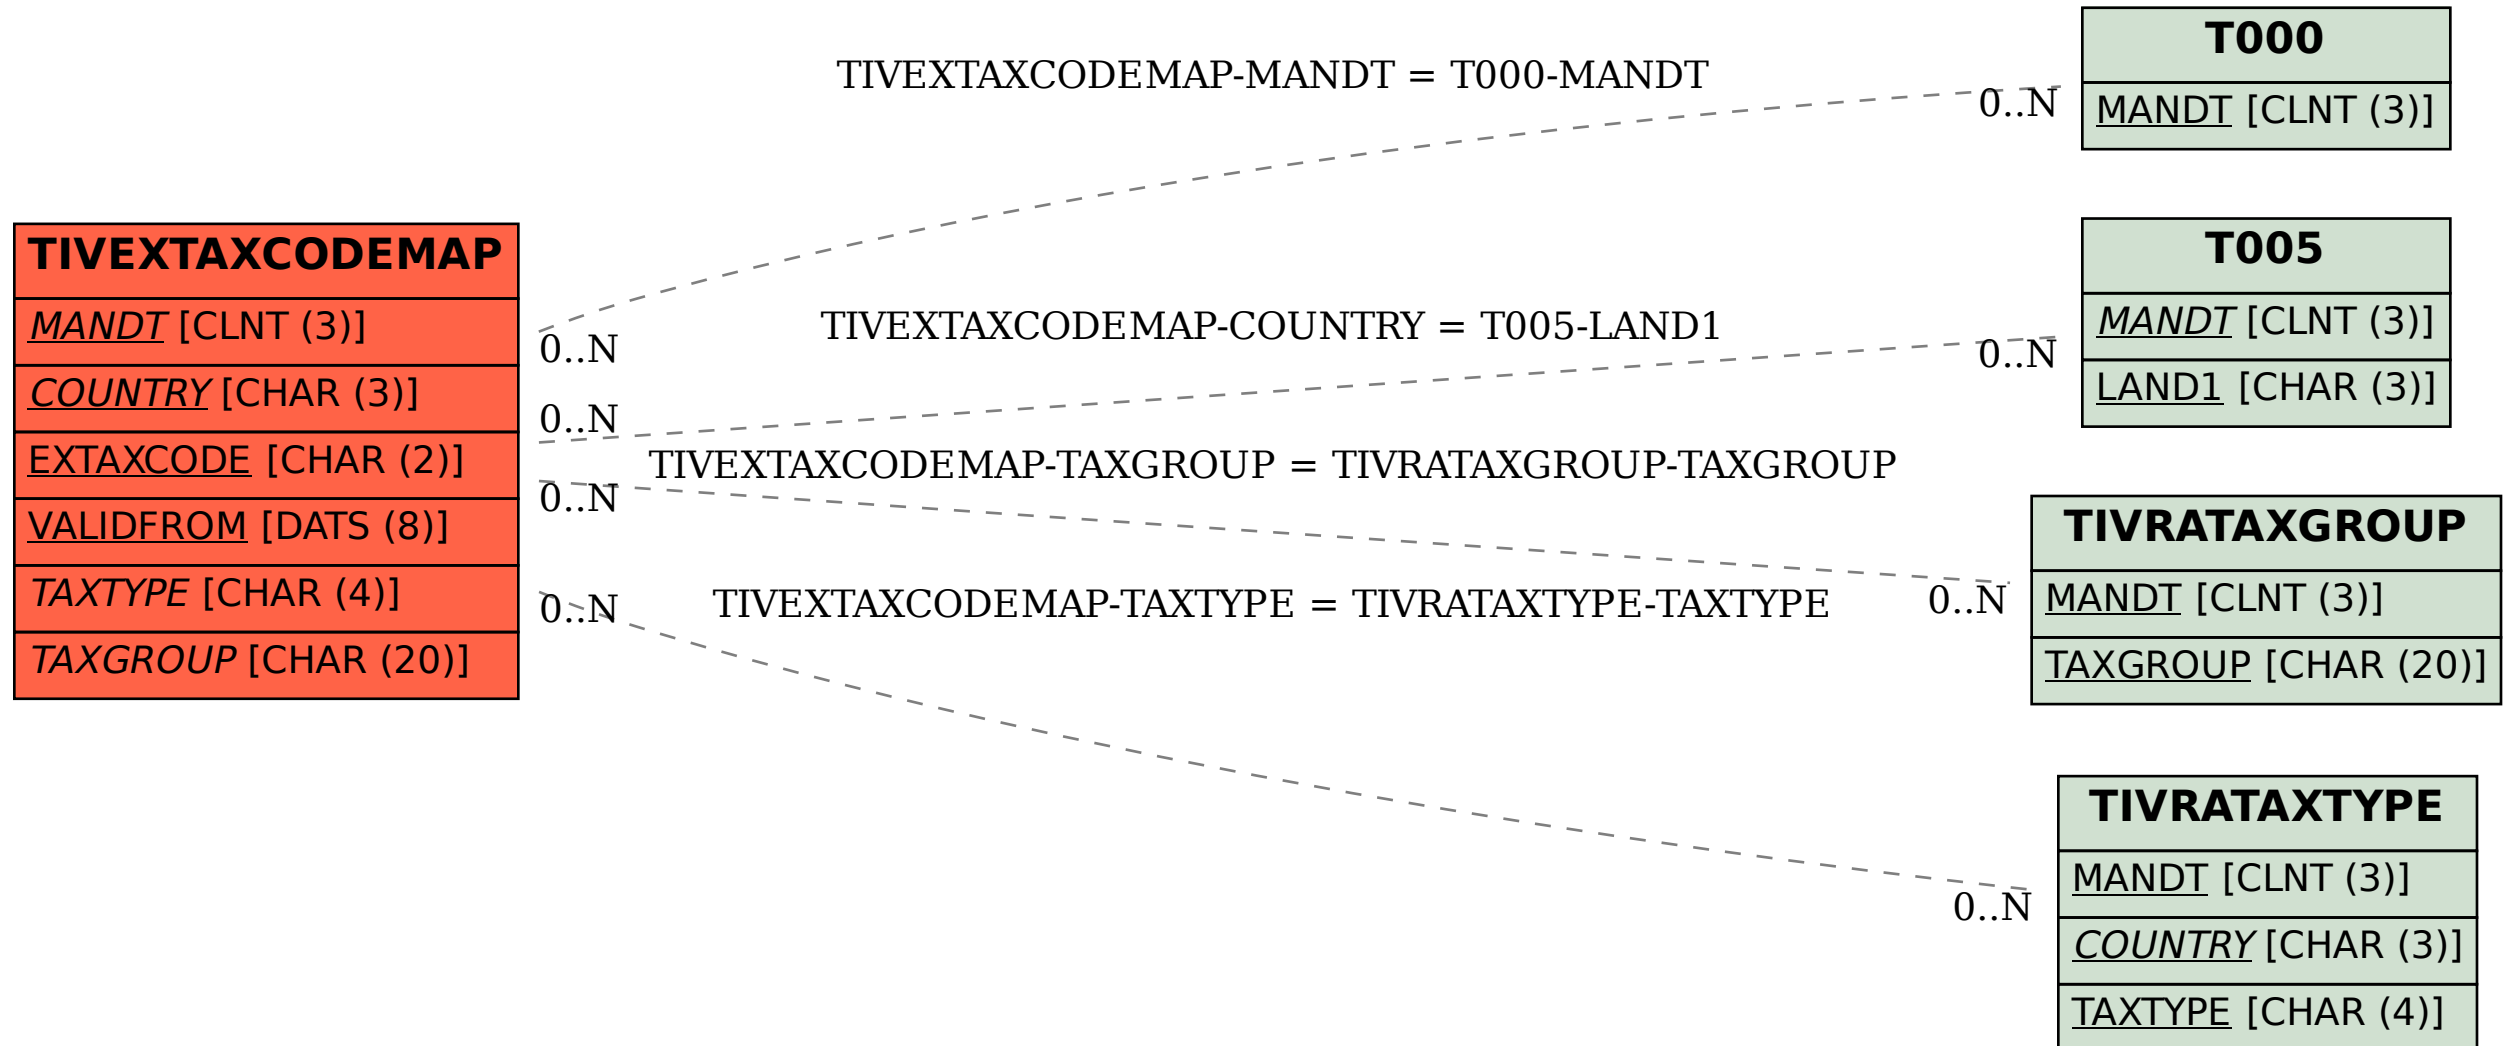 TIVEXTAXCODEMAP
MANDT [CLNT (3)]
COUNTRY [CHAR (3)]
EXTAXCODE [CHAR (2)]
VALIDFROM [DATS (8)]
TAXTYPE [CHAR (4)]
TAXGROUP [CHAR (20)]
TIVEXTAXCODEMAP-MANDT = T000-MANDT
0..N
0..N
TIVEXTAXCODEMAP-COUNTRY = T005-LAND1
0..N
0..N
TIVEXTAXCODEMAP-TAXGROUP = TIVRATAXGROUP-TAXGROUP
0..N
0..N
TIVEXTAXCODEMAP-TAXTYPE = TIVRATAXTYPE-TAXTYPE
0..N
0..N
T000
MANDT [CLNT (3)]
T005
MANDT [CLNT (3)]
LAND1 [CHAR (3)]
TIVRATAXGROUP
MANDT [CLNT (3)]
TAXGROUP [CHAR (20)]
TIVRATAXTYPE
MANDT [CLNT (3)]
COUNTRY [CHAR (3)]
TAXTYPE [CHAR (4)]